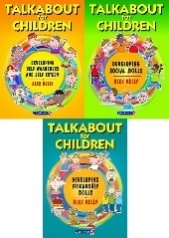 TALKABOUT
for
CHILDREN
DEVELOPING
SELF AWARENESS
AND SELF ESTEEM
ALEX KELLY
TALKABOUT
for
CHILDREN
DEVELOPING
SOCIAL SKILLS
ALEX KELLY
TALKABOUT
for
CHILDREN
DEVELOPING
FRIENDSHIP
SKILLS
ALEX KELLY